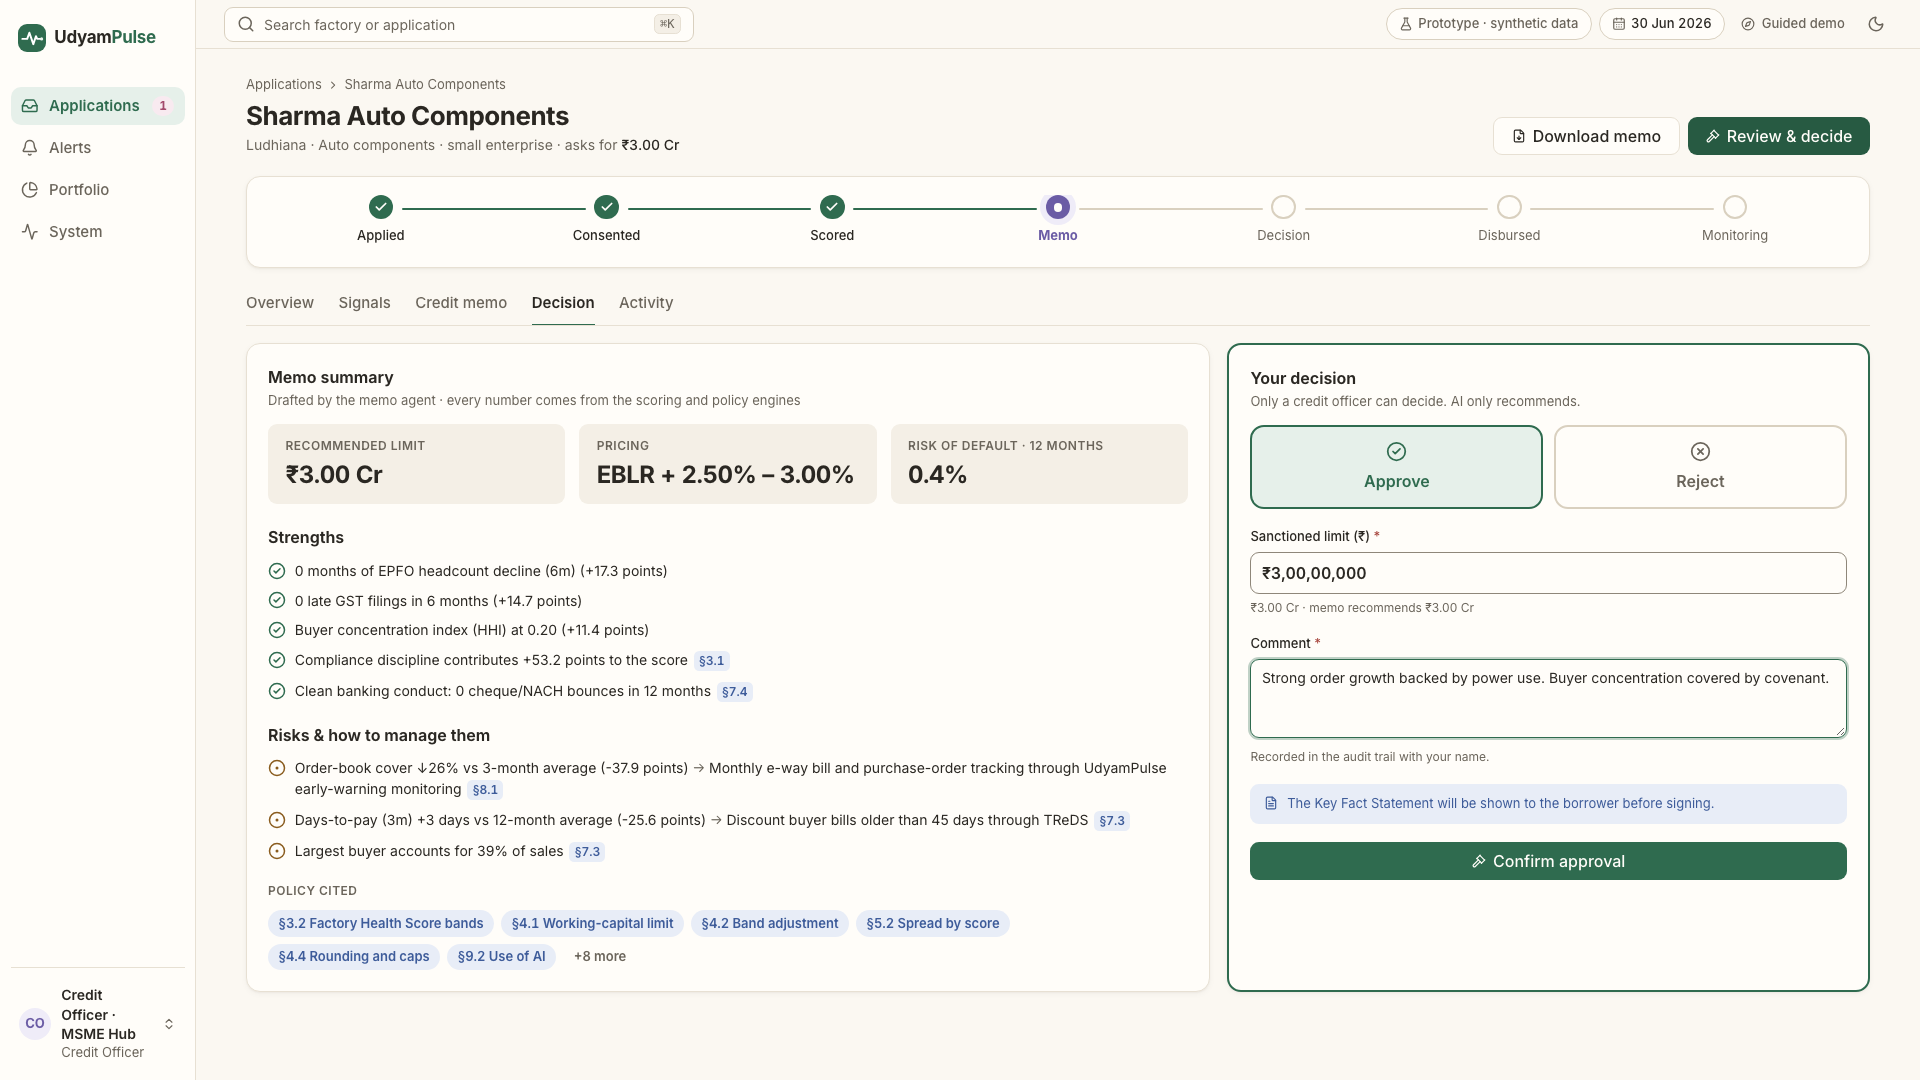 UdyamPulse
Search factory or application
⌘K
Prototype · synthetic data
30 Jun 2026
Guided demo
Applications
1
Alerts
Portfolio
System
Applications › Sharma Auto Components
Sharma Auto Components
Ludhiana · Auto components · small enterprise · asks for ₹3.00 Cr
Download memo
Review & decide
Applied
Consented
Scored
Memo
Decision
Disbursed
Monitoring
Overview
Signals
Credit memo
Decision
Activity
Memo summary
Drafted by the memo agent · every number comes from the scoring and policy engines
RECOMMENDED LIMIT
₹3.00 Cr
PRICING
EBLR + 2.50% – 3.00%
RISK OF DEFAULT · 12 MONTHS
0.4%
Strengths
0 months of EPFO headcount decline (6m) (+17.3 points)
0 late GST filings in 6 months (+14.7 points)
Buyer concentration index (HHI) at 0.20 (+11.4 points)
Compliance discipline contributes +53.2 points to the score §3.1
Clean banking conduct: 0 cheque/NACH bounces in 12 months §7.4
Risks & how to manage them
Order-book cover ↓26% vs 3-month average (-37.9 points) → Monthly e-way bill and purchase-order tracking through UdyamPulse
early-warning monitoring §8.1
Days-to-pay (3m) +3 days vs 12-month average (-25.6 points) → Discount buyer bills older than 45 days through TReDS §7.3
Largest buyer accounts for 39% of sales §7.3
POLICY CITED
§3.2 Factory Health Score bands
§4.1 Working-capital limit
§4.2 Band adjustment
§5.2 Spread by score
§4.4 Rounding and caps
§9.2 Use of AI
+8 more
Your decision
Only a credit officer can decide. AI only recommends.
Approve
Reject
Sanctioned limit (₹) *
₹3,00,00,000
₹3.00 Cr · memo recommends ₹3.00 Cr
Comment *
Strong order growth backed by power use. Buyer concentration covered by covenant.
Recorded in the audit trail with your name.
The Key Fact Statement will be shown to the borrower before signing.
Confirm approval
CO
Credit
Officer ·
MSME Hub
Credit Officer